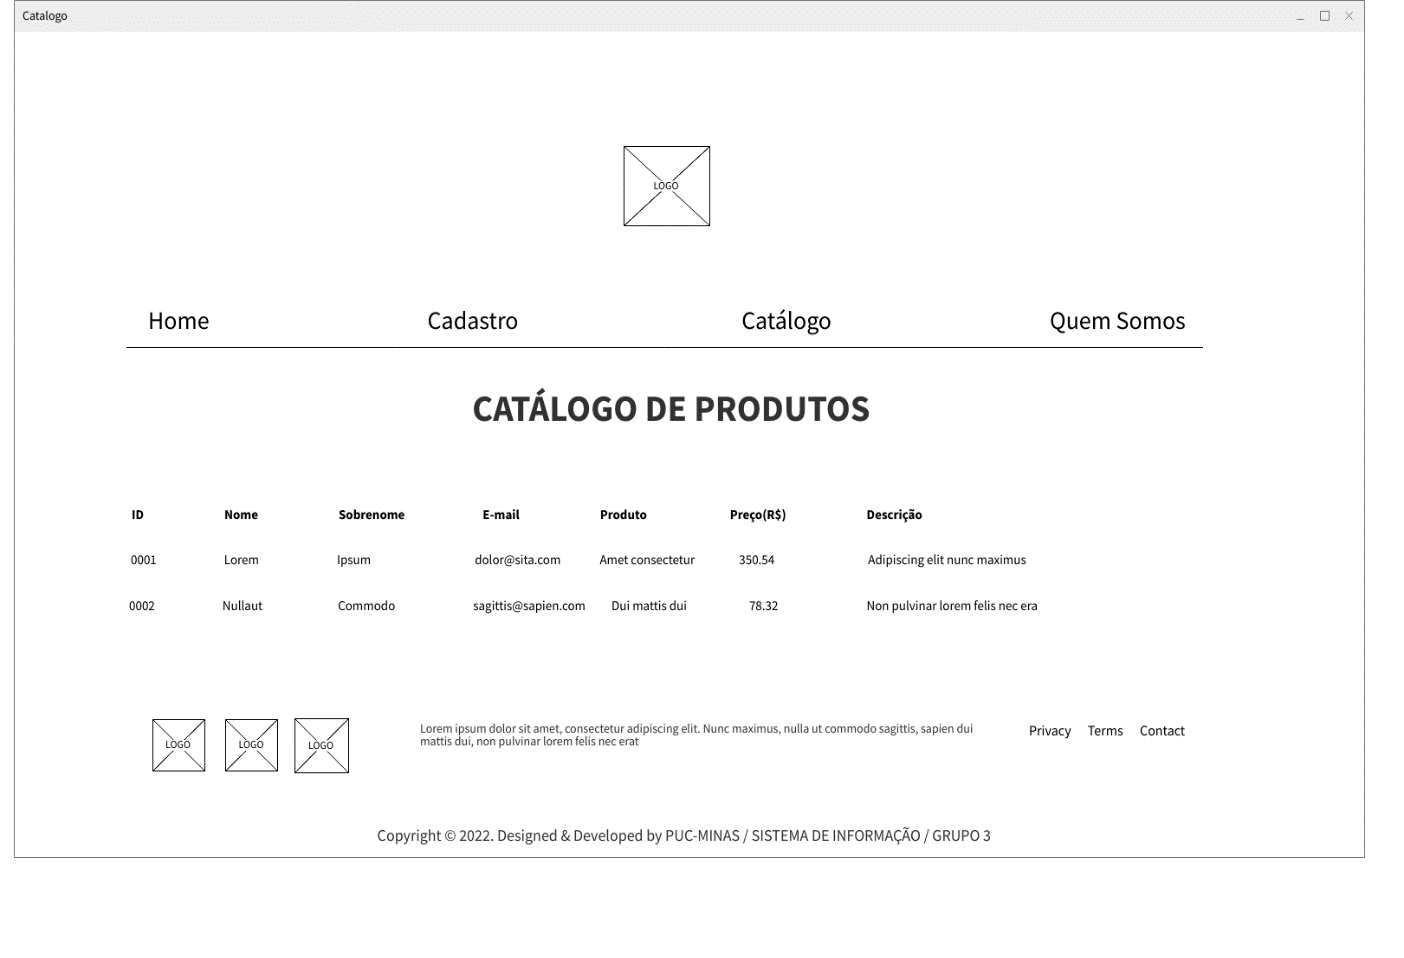 Catalogo
LOGO
Home Cadastro Catálogo Quem Somos
CATÁLOGO DE PRODUTOS
ID Nome Sobrenome E-mail Produto Preço(R$) Descrição
0001 Lorem Ipsum dolor@sita.com Amet consectetur 350.54 Adipiscing elit nunc maximus
0002 Nullaut Commodo sagittis@sapien.com Dui mattis dui 78.32 Non pulvinar lorem felis nec era
LOGO LOGO LOGO
Lorem ipsum dolor sit amet, consectetur adipiscing elit. Nunc maximus, nulla ut commodo sagittis, sapien dui
mattis dui, non pulvinar lorem felis nec erat
Privacy Terms Contact
Copyright © 2022. Designed & Developed by PUC-MINAS / SISTEMA DE INFORMAÇÃO / GRUPO 3